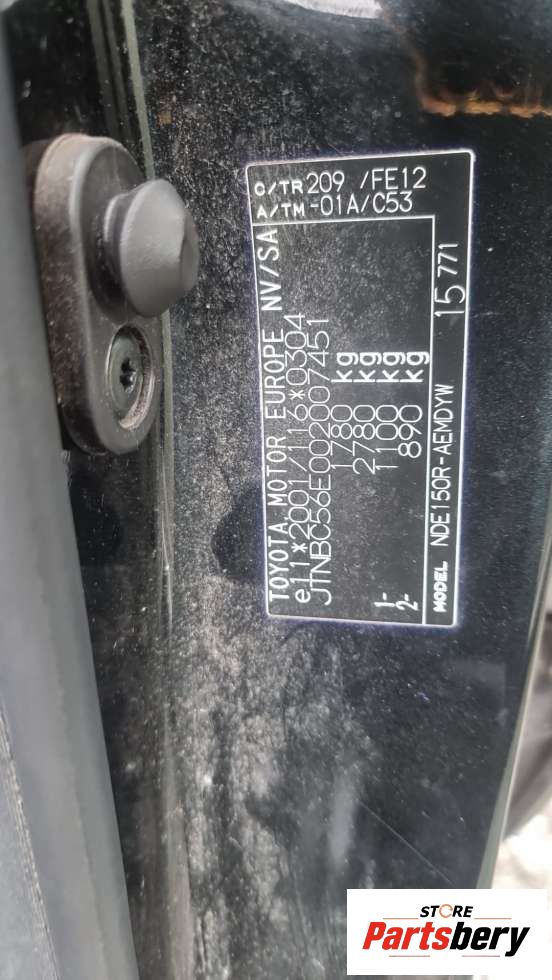 C/TR 209 /FE12
A/TM -01A/C53
TOYOTA MOTOR EUROPE NV/SA
e11*2001/116*0304
JTNBC56E002007451
1780 kg
2780 kg
1- 1100 kg
2- 890 kg
MODEL NDE150R-AEMDYW 15 771
STORE
Partsbery